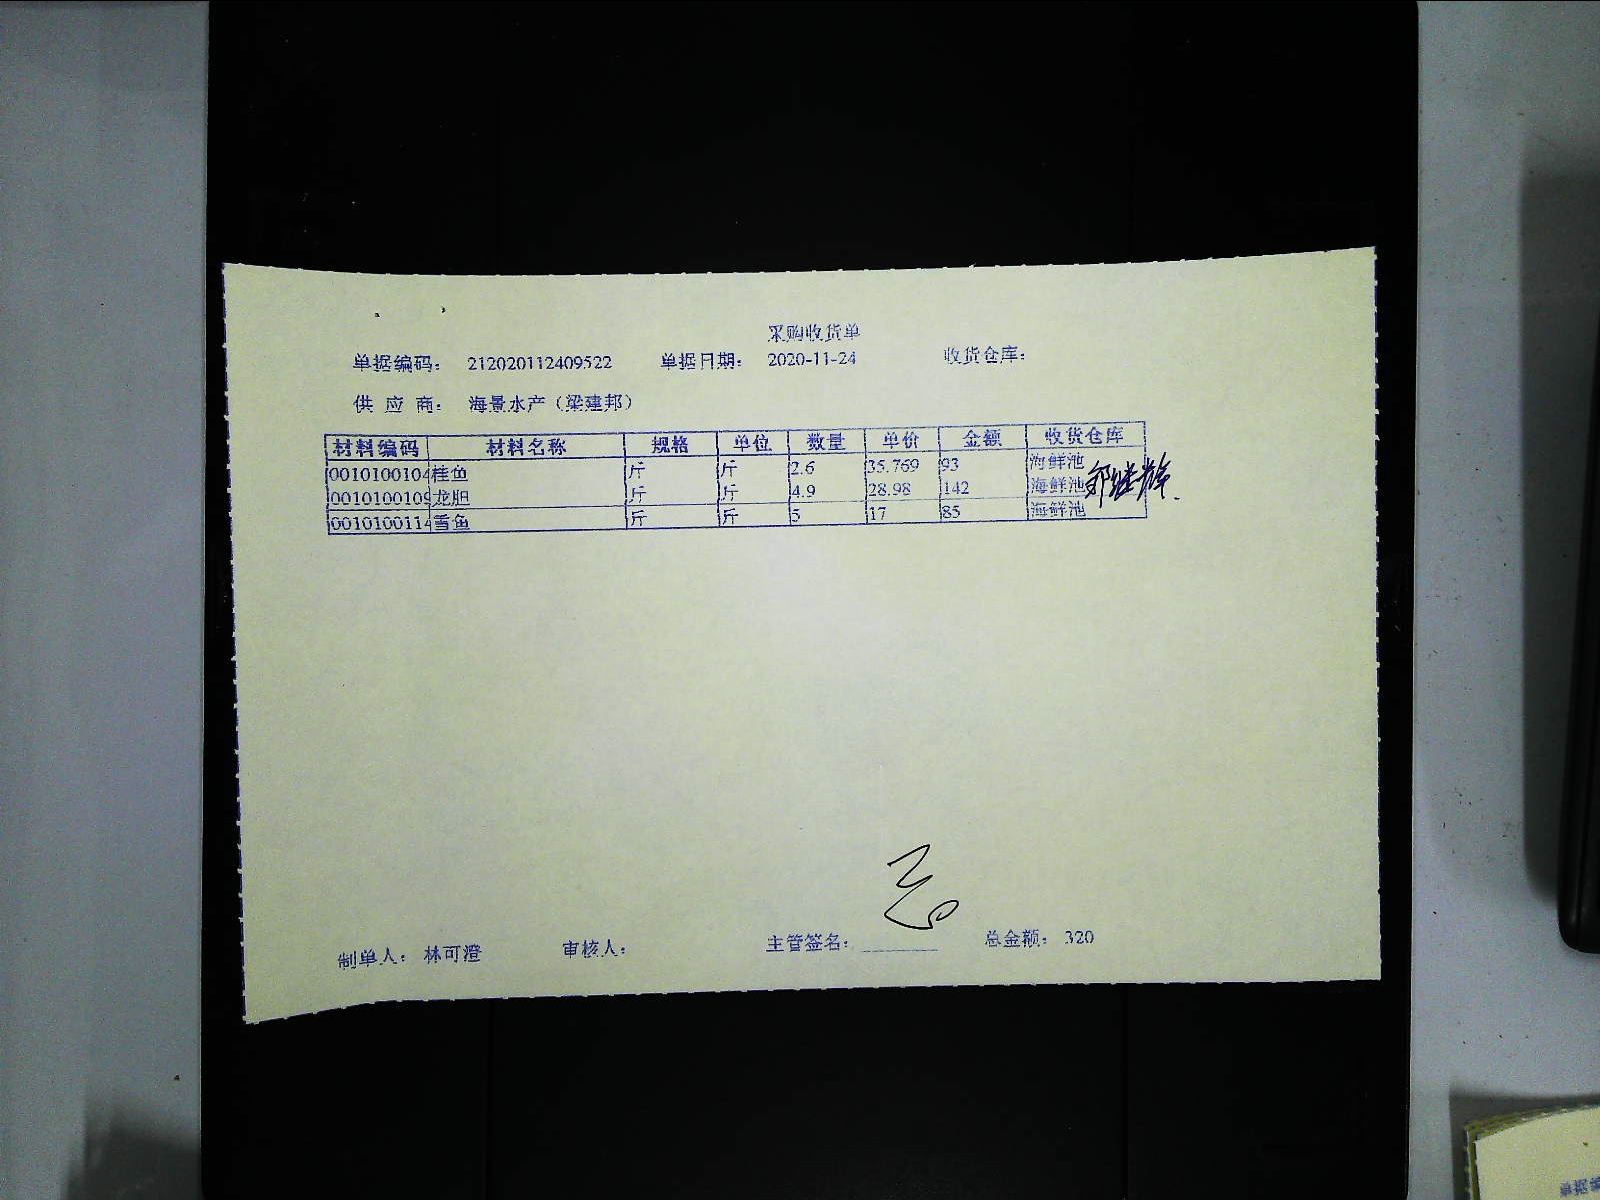 采购收货单
单据编码: 212020112409522 单据日期: 2020-11-24 收货仓库:
供 应 商: 海景水产(梁建邦)
材料编码 材料名称 规格 单位 数量 单价 金额 收货仓库
0010100104 桂鱼 斤 斤 2.6 35.769 93 海鲜池
0010100109 龙胆 斤 斤 4.9 28.98 142 海鲜池
0010100114 雪鱼 斤 斤 5 17 85 海鲜池
制单人: 林可澄 审核人: 主管签名: 总金额: 320